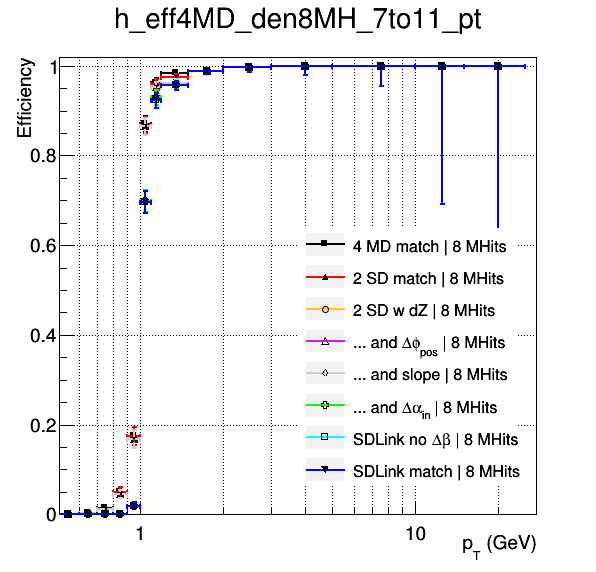 h_eff4MD_den8MH_7to11_pt
Efficiency
1
0.8
0.6
0.4
0.2
0
4 MD match | 8 MHits
2 SD match | 8 MHits
2 SD w dZ | 8 MHits
... and Δϕpos | 8 MHits
... and slope | 8 MHits
... and Δαin | 8 MHits
SDLink no Δβ | 8 MHits
SDLink match | 8 MHits
1 10
pT (GeV)